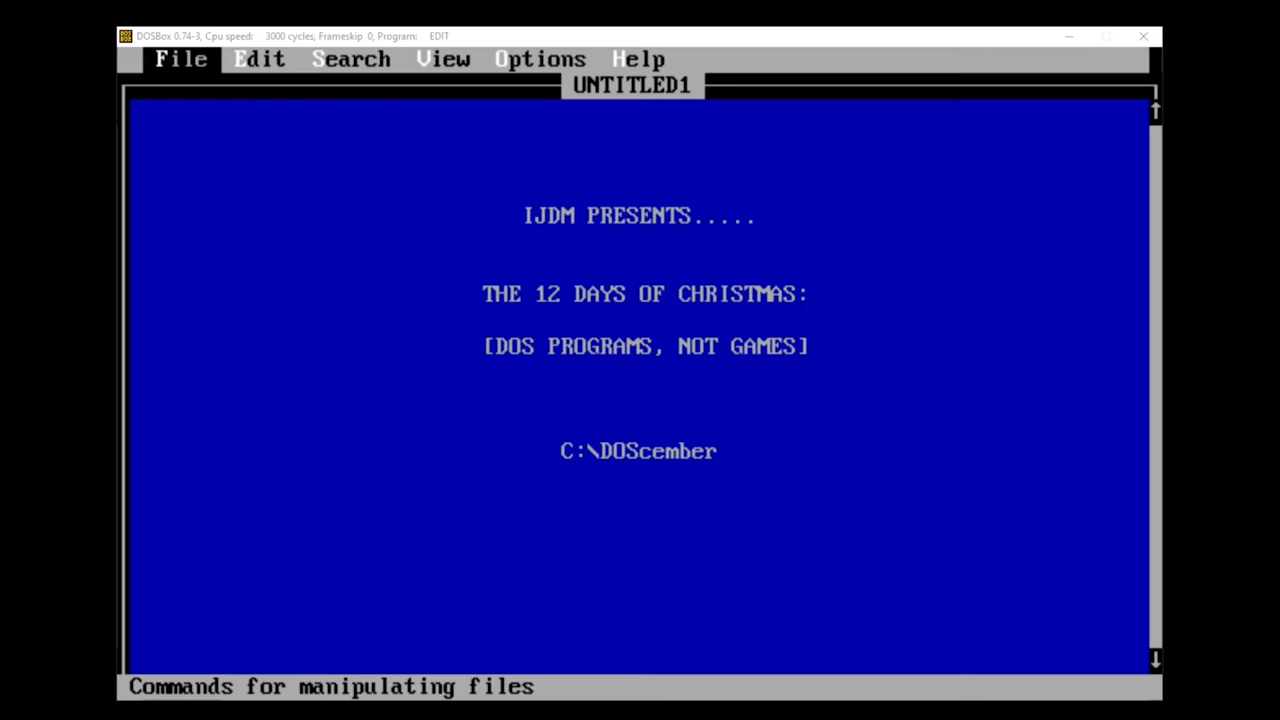 DOSBox 0.74-3, Cpu speed: 3000 cycles, Frameskip 0, Program: EDIT
File Edit Search View Options Help
UNTITLED1
IJDM PRESENTS.....
THE 12 DAYS OF CHRISTMAS:
[DOS PROGRAMS, NOT GAMES]
C:\DOScember
Commands for manipulating files